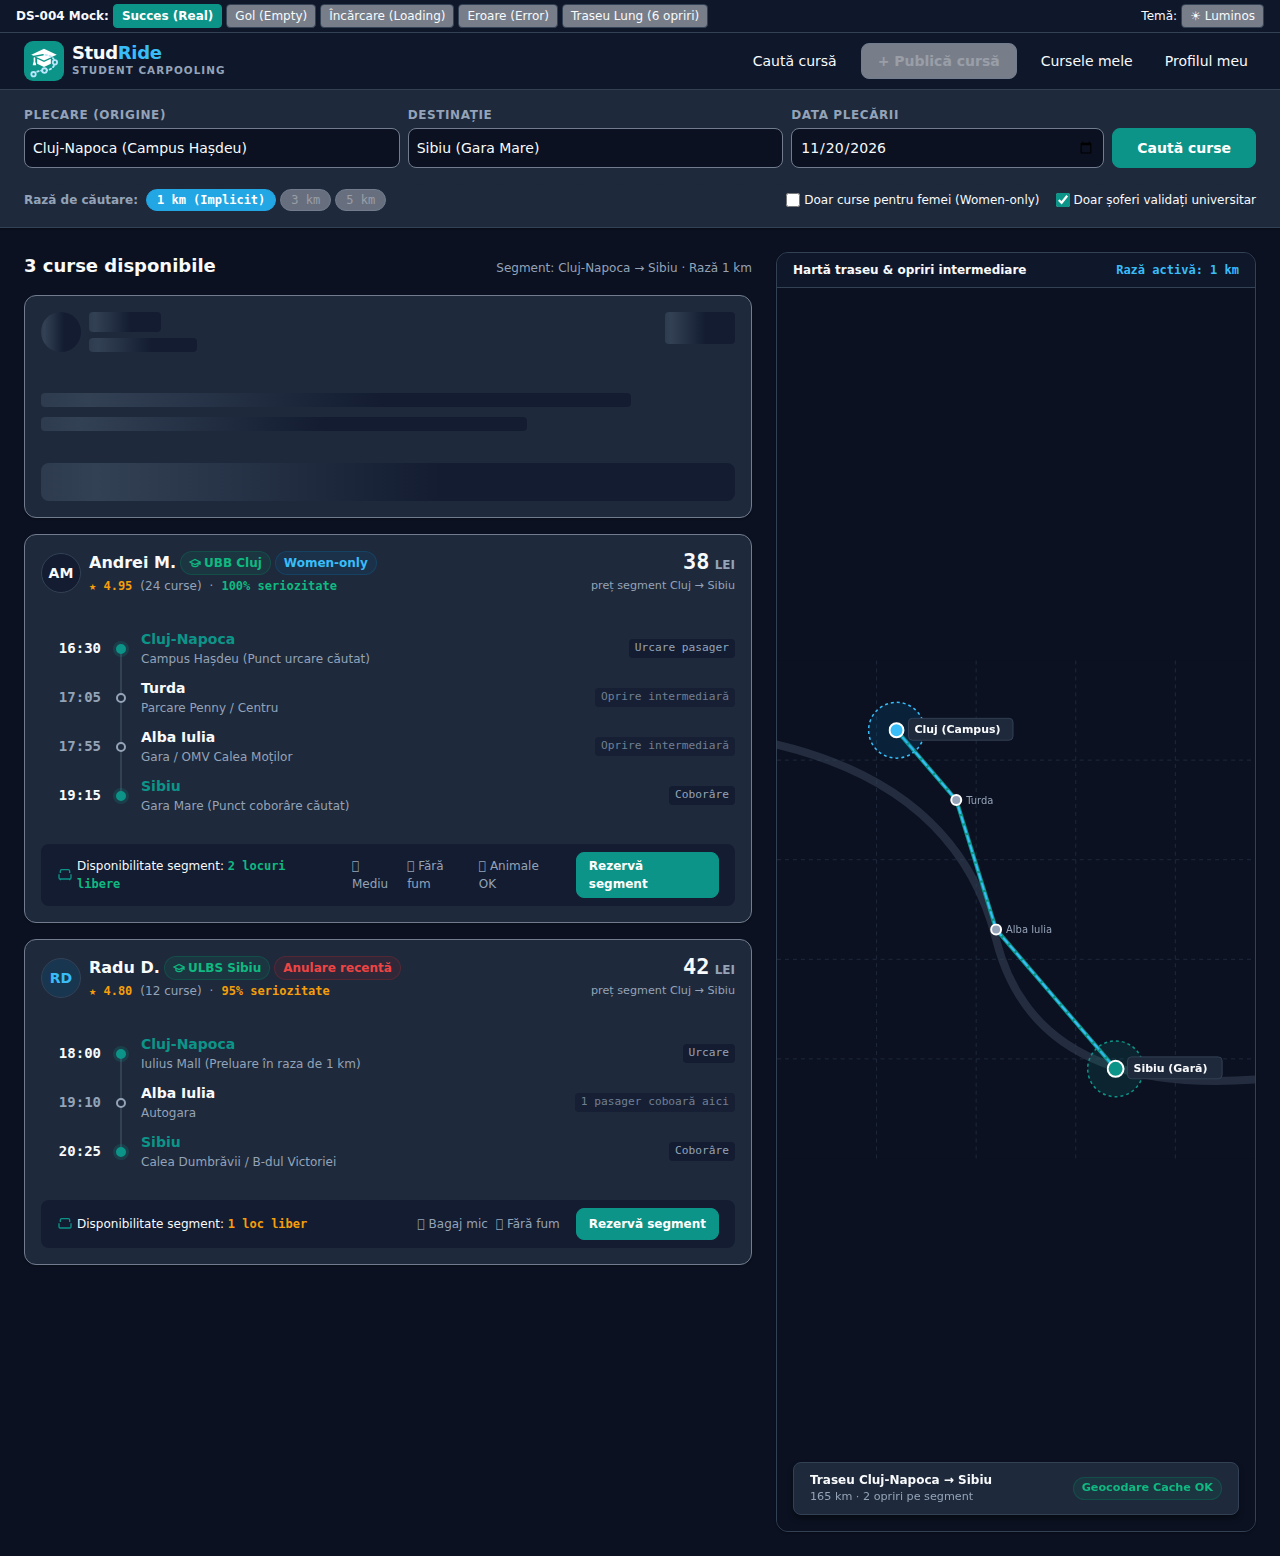 DS-004 Mock: Succes (Real) Gol (Empty) Încărcare (Loading) Eroare (Error) Traseu Lung (6 opriri) Temă: ☀ Luminos
StudRide
STUDENT CARPOOLING
Caută cursă + Publică cursă Cursele mele Profilul meu
PLECARE (ORIGINE) DESTINAȚIE DATA PLECĂRII
Cluj-Napoca (Campus Hașdeu) Sibiu (Gara Mare) 11/20/2026 Caută curse
Rază de căutare: 1 km (Implicit) 3 km 5 km Doar curse pentru femei (Women-only) Doar șoferi validați universitar
3 curse disponibile Segment: Cluj-Napoca → Sibiu · Rază 1 km
AM Andrei M. UBB Cluj Women-only 38 LEI
★ 4.95 (24 curse) · 100% seriozitate preț segment Cluj → Sibiu
16:30 Cluj-Napoca Urcare pasager
Campus Hașdeu (Punct urcare căutat)
17:05 Turda Oprire intermediară
Parcare Penny / Centru
17:55 Alba Iulia Oprire intermediară
Gara / OMV Calea Moților
19:15 Sibiu Coborâre
Gara Mare (Punct coborâre căutat)
Disponibilitate segment: 2 locuri libere Mediu Fără fum Animale OK Rezervă segment
RD Radu D. ULBS Sibiu Anulare recentă 42 LEI
★ 4.80 (12 curse) · 95% seriozitate preț segment Cluj → Sibiu
18:00 Cluj-Napoca Urcare
Iulius Mall (Preluare în raza de 1 km)
19:10 Alba Iulia 1 pasager coboară aici
Autogara
20:25 Sibiu Coborâre
Calea Dumbrăvii / B-dul Victoriei
Disponibilitate segment: 1 loc liber Bagaj mic Fără fum Rezervă segment
Hartă traseu & opriri intermediare Rază activă: 1 km
Cluj (Campus)
Turda
Alba Iulia
Sibiu (Gară)
Traseu Cluj-Napoca → Sibiu
165 km · 2 opriri pe segment
Geocodare Cache OK